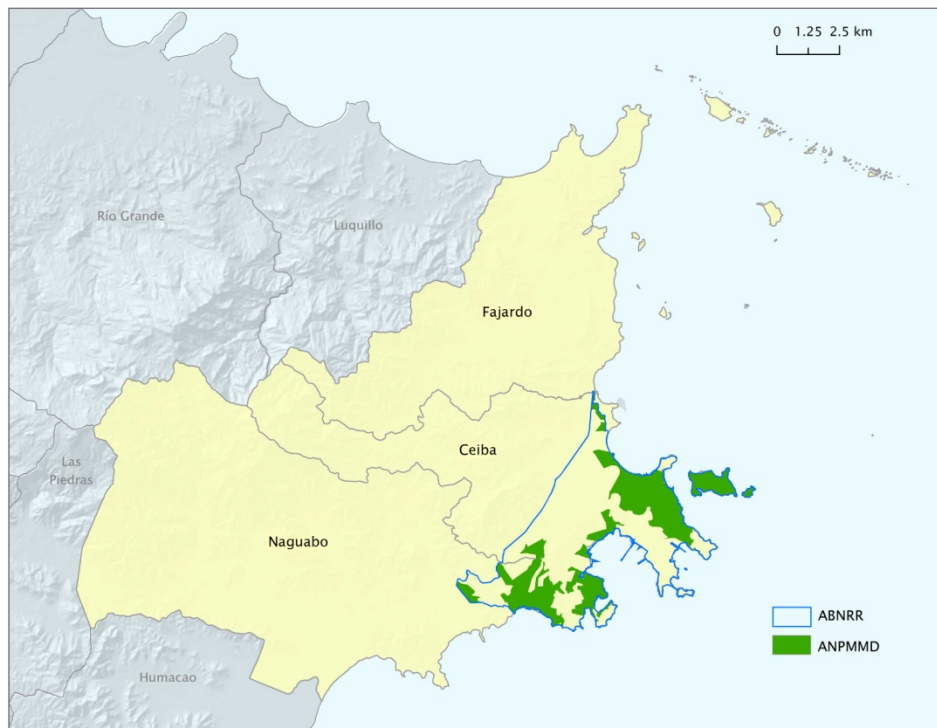 0 1.25 2.5 km
Río Grande
Luquillo
Fajardo
Ceiba
Las
Piedras
Naguabo
ABNRR
ANPMMD
Humacao